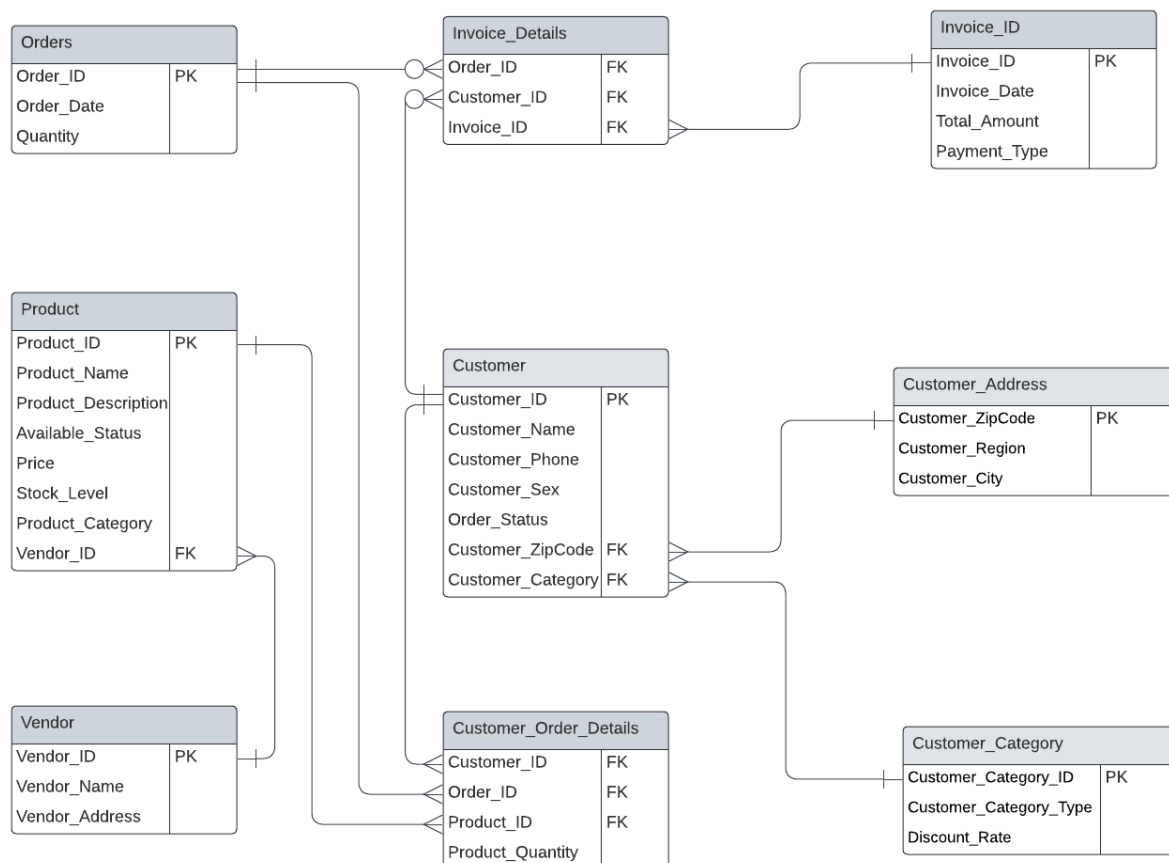 Orders
Order_ID PK
Order_Date
Quantity
Invoice_Details
Order_ID FK
Customer_ID FK
Invoice_ID FK
Invoice_ID
Invoice_ID PK
Invoice_Date
Total_Amount
Payment_Type
Product
Product_ID PK
Product_Name
Product_Description
Available_Status
Price
Stock_Level
Product_Category
Vendor_ID FK
Customer
Customer_ID PK
Customer_Name
Customer_Phone
Customer_Sex
Order_Status
Customer_ZipCode FK
Customer_Category FK
Customer_Address
Customer_ZipCode PK
Customer_Region
Customer_City
Vendor
Vendor_ID PK
Vendor_Name
Vendor_Address
Customer_Order_Details
Customer_ID FK
Order_ID FK
Product_ID FK
Product_Quantity
Customer_Category
Customer_Category_ID PK
Customer_Category_Type
Discount_Rate